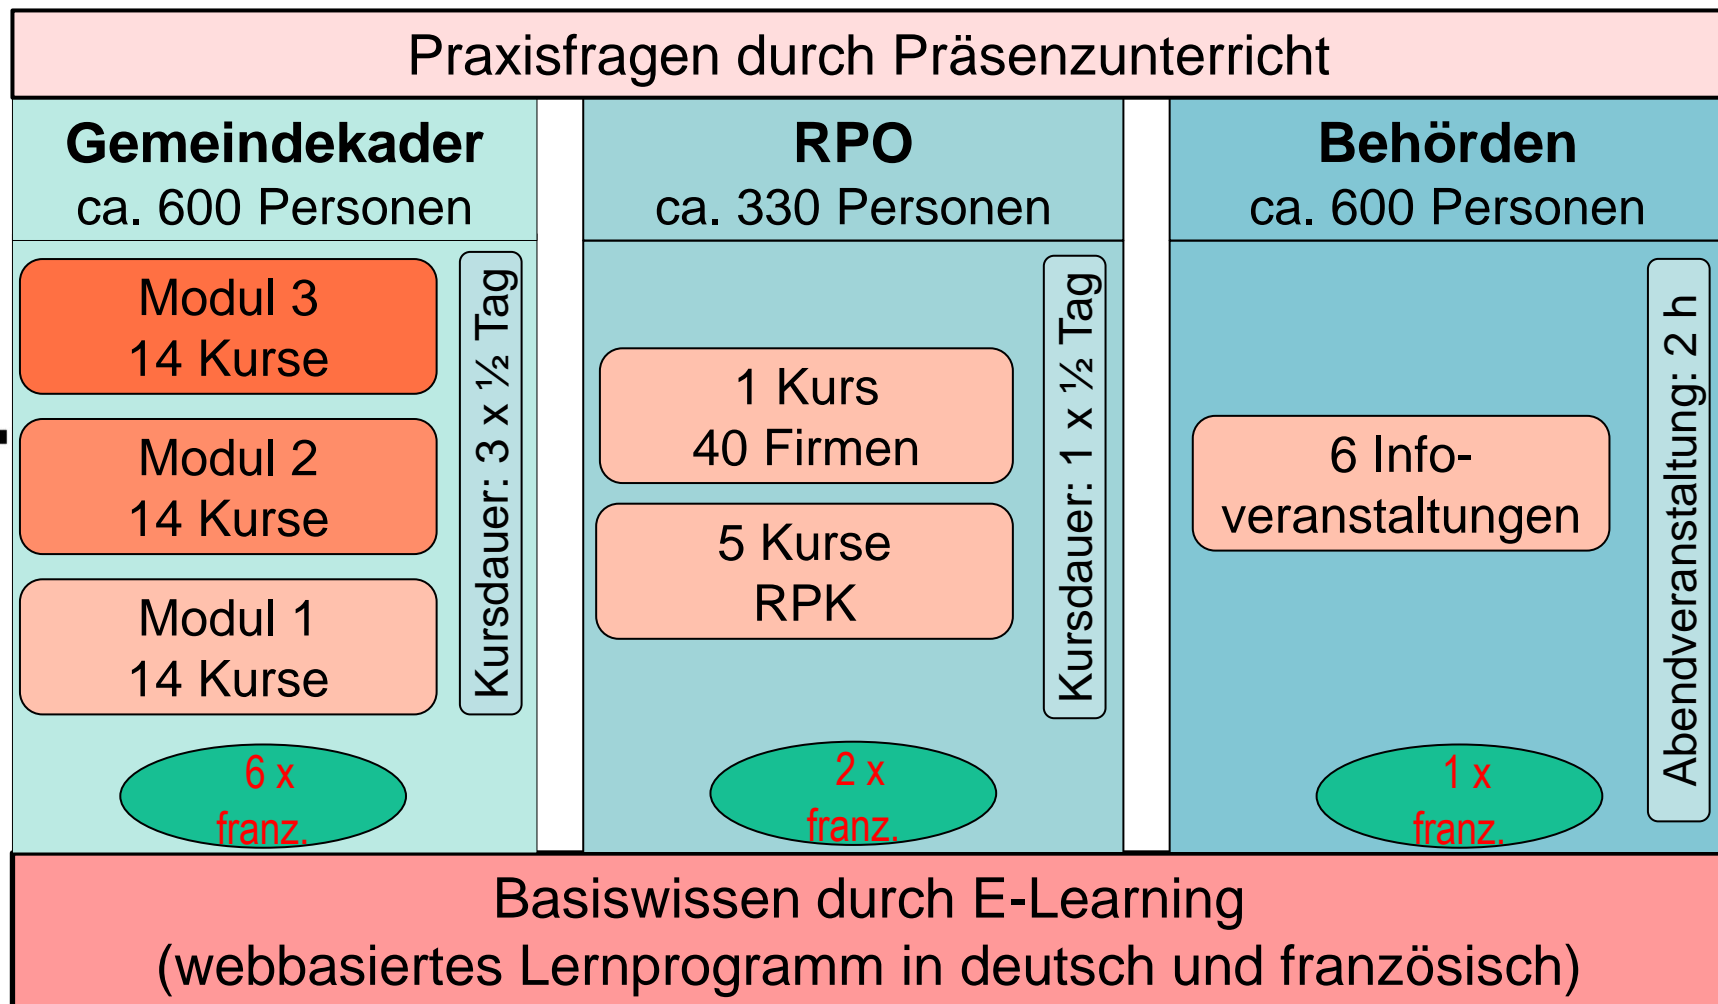 Praxisfragen durch Präsenzunterricht
Gemeindekader
ca. 600 Personen
Modul 3
14 Kurse
Modul 2
14 Kurse
Modul 1
14 Kurse
Kursdauer: 3 x ½ Tag
6 x
franz.
RPO
ca. 330 Personen
1 Kurs
40 Firmen
5 Kurse
RPK
Kursdauer: 1 x ½ Tag
2 x
franz.
Behörden
ca. 600 Personen
6 Info-
veranstaltungen
Abendveranstaltung: 2 h
1 x
franz.
Basiswissen durch E-Learning
(webbasiertes Lernprogramm in deutsch und französisch)